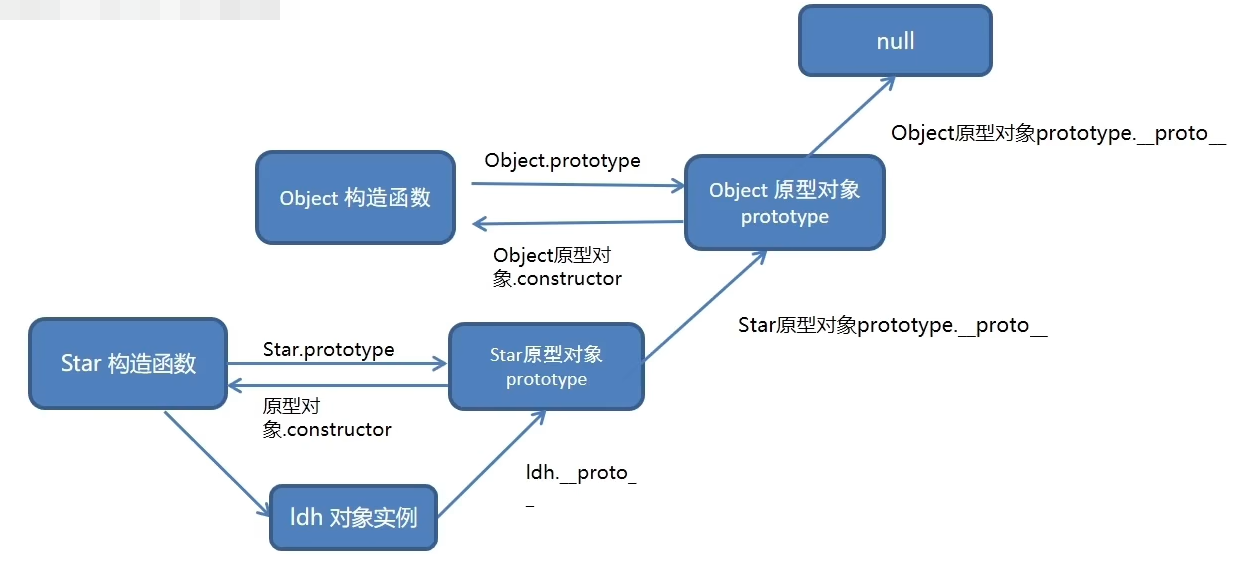 null
Object原型对象prototype.__proto__
Object.prototype
Object 构造函数
Object 原型对象
prototype
Object原型对
象.constructor
Star原型对象prototype.__proto__
Star 构造函数
Star.prototype
Star原型对象
prototype
原型对
象.constructor
ldh.__proto_
_
ldh 对象实例